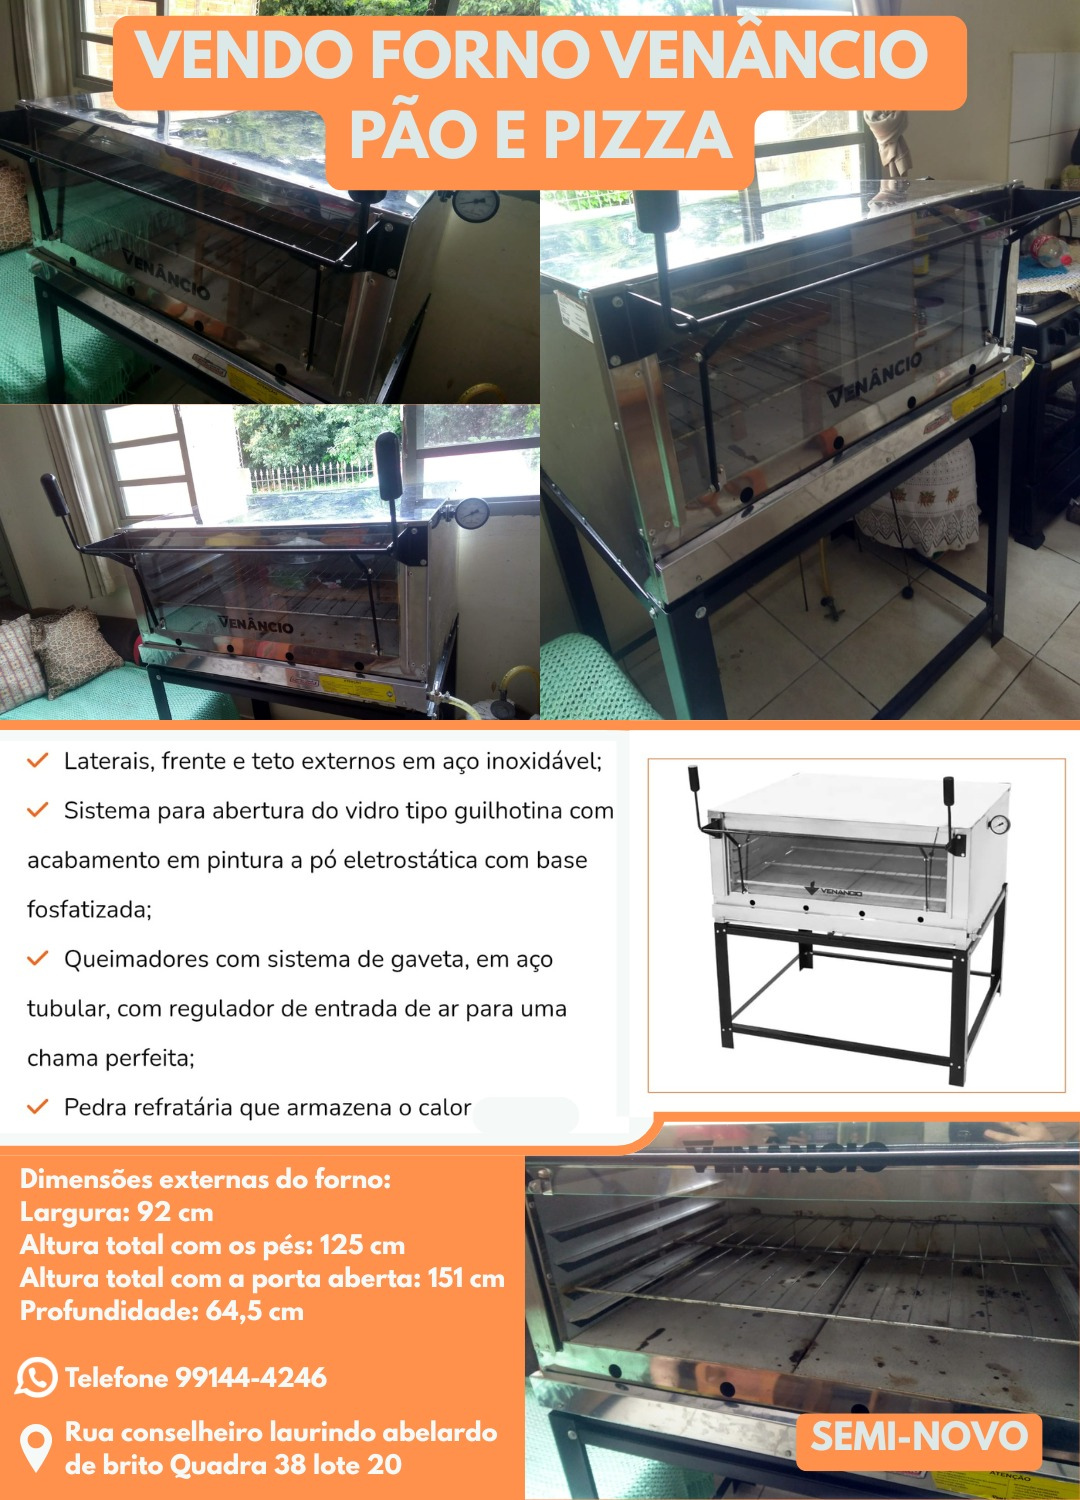 VENDO FORNO VENÂNCIO
PÃO E PIZZA
VENÂNCIO
VENÂNCIO
VENÂNCIO
Laterais, frente e teto externos em aço inoxidável;
Sistema para abertura do vidro tipo guilhotina com
acabamento em pintura a pó eletrostática com base
fosfatizada;
Queimadores com sistema de gaveta, em aço
tubular, com regulador de entrada de ar para uma
chama perfeita;
Pedra refratária que armazena o calor
VENANCIO
VENÂNCIO
Dimensões externas do forno:
Largura: 92 cm
Altura total com os pés: 125 cm
Altura total com a porta aberta: 151 cm
Profundidade: 64,5 cm
Telefone 99144-4246
Rua conselheiro laurindo abelardo
de brito Quadra 38 lote 20
SEMI-NOVO
ATENÇÃO